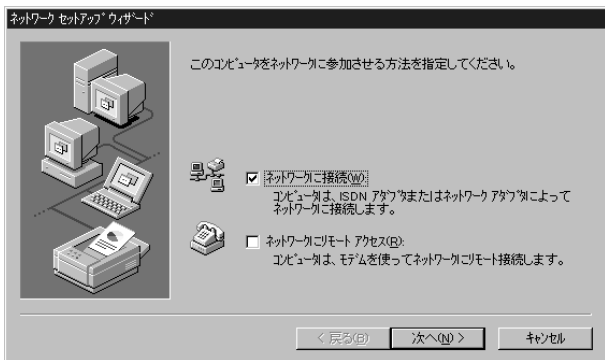 ネットワーク セットアップ ウィザード
このコンピュータをネットワークに参加させる方法を指定してください。
ネットワークに接続(W):
コンピュータは、ISDN アダプタまたはネットワーク アダプタによって
ネットワークに接続します。
ネットワークにリモート アクセス(R):
コンピュータは、モデムを使ってネットワークにリモート接続します。
< 戻る(B)
次へ(N) >
キャンセル